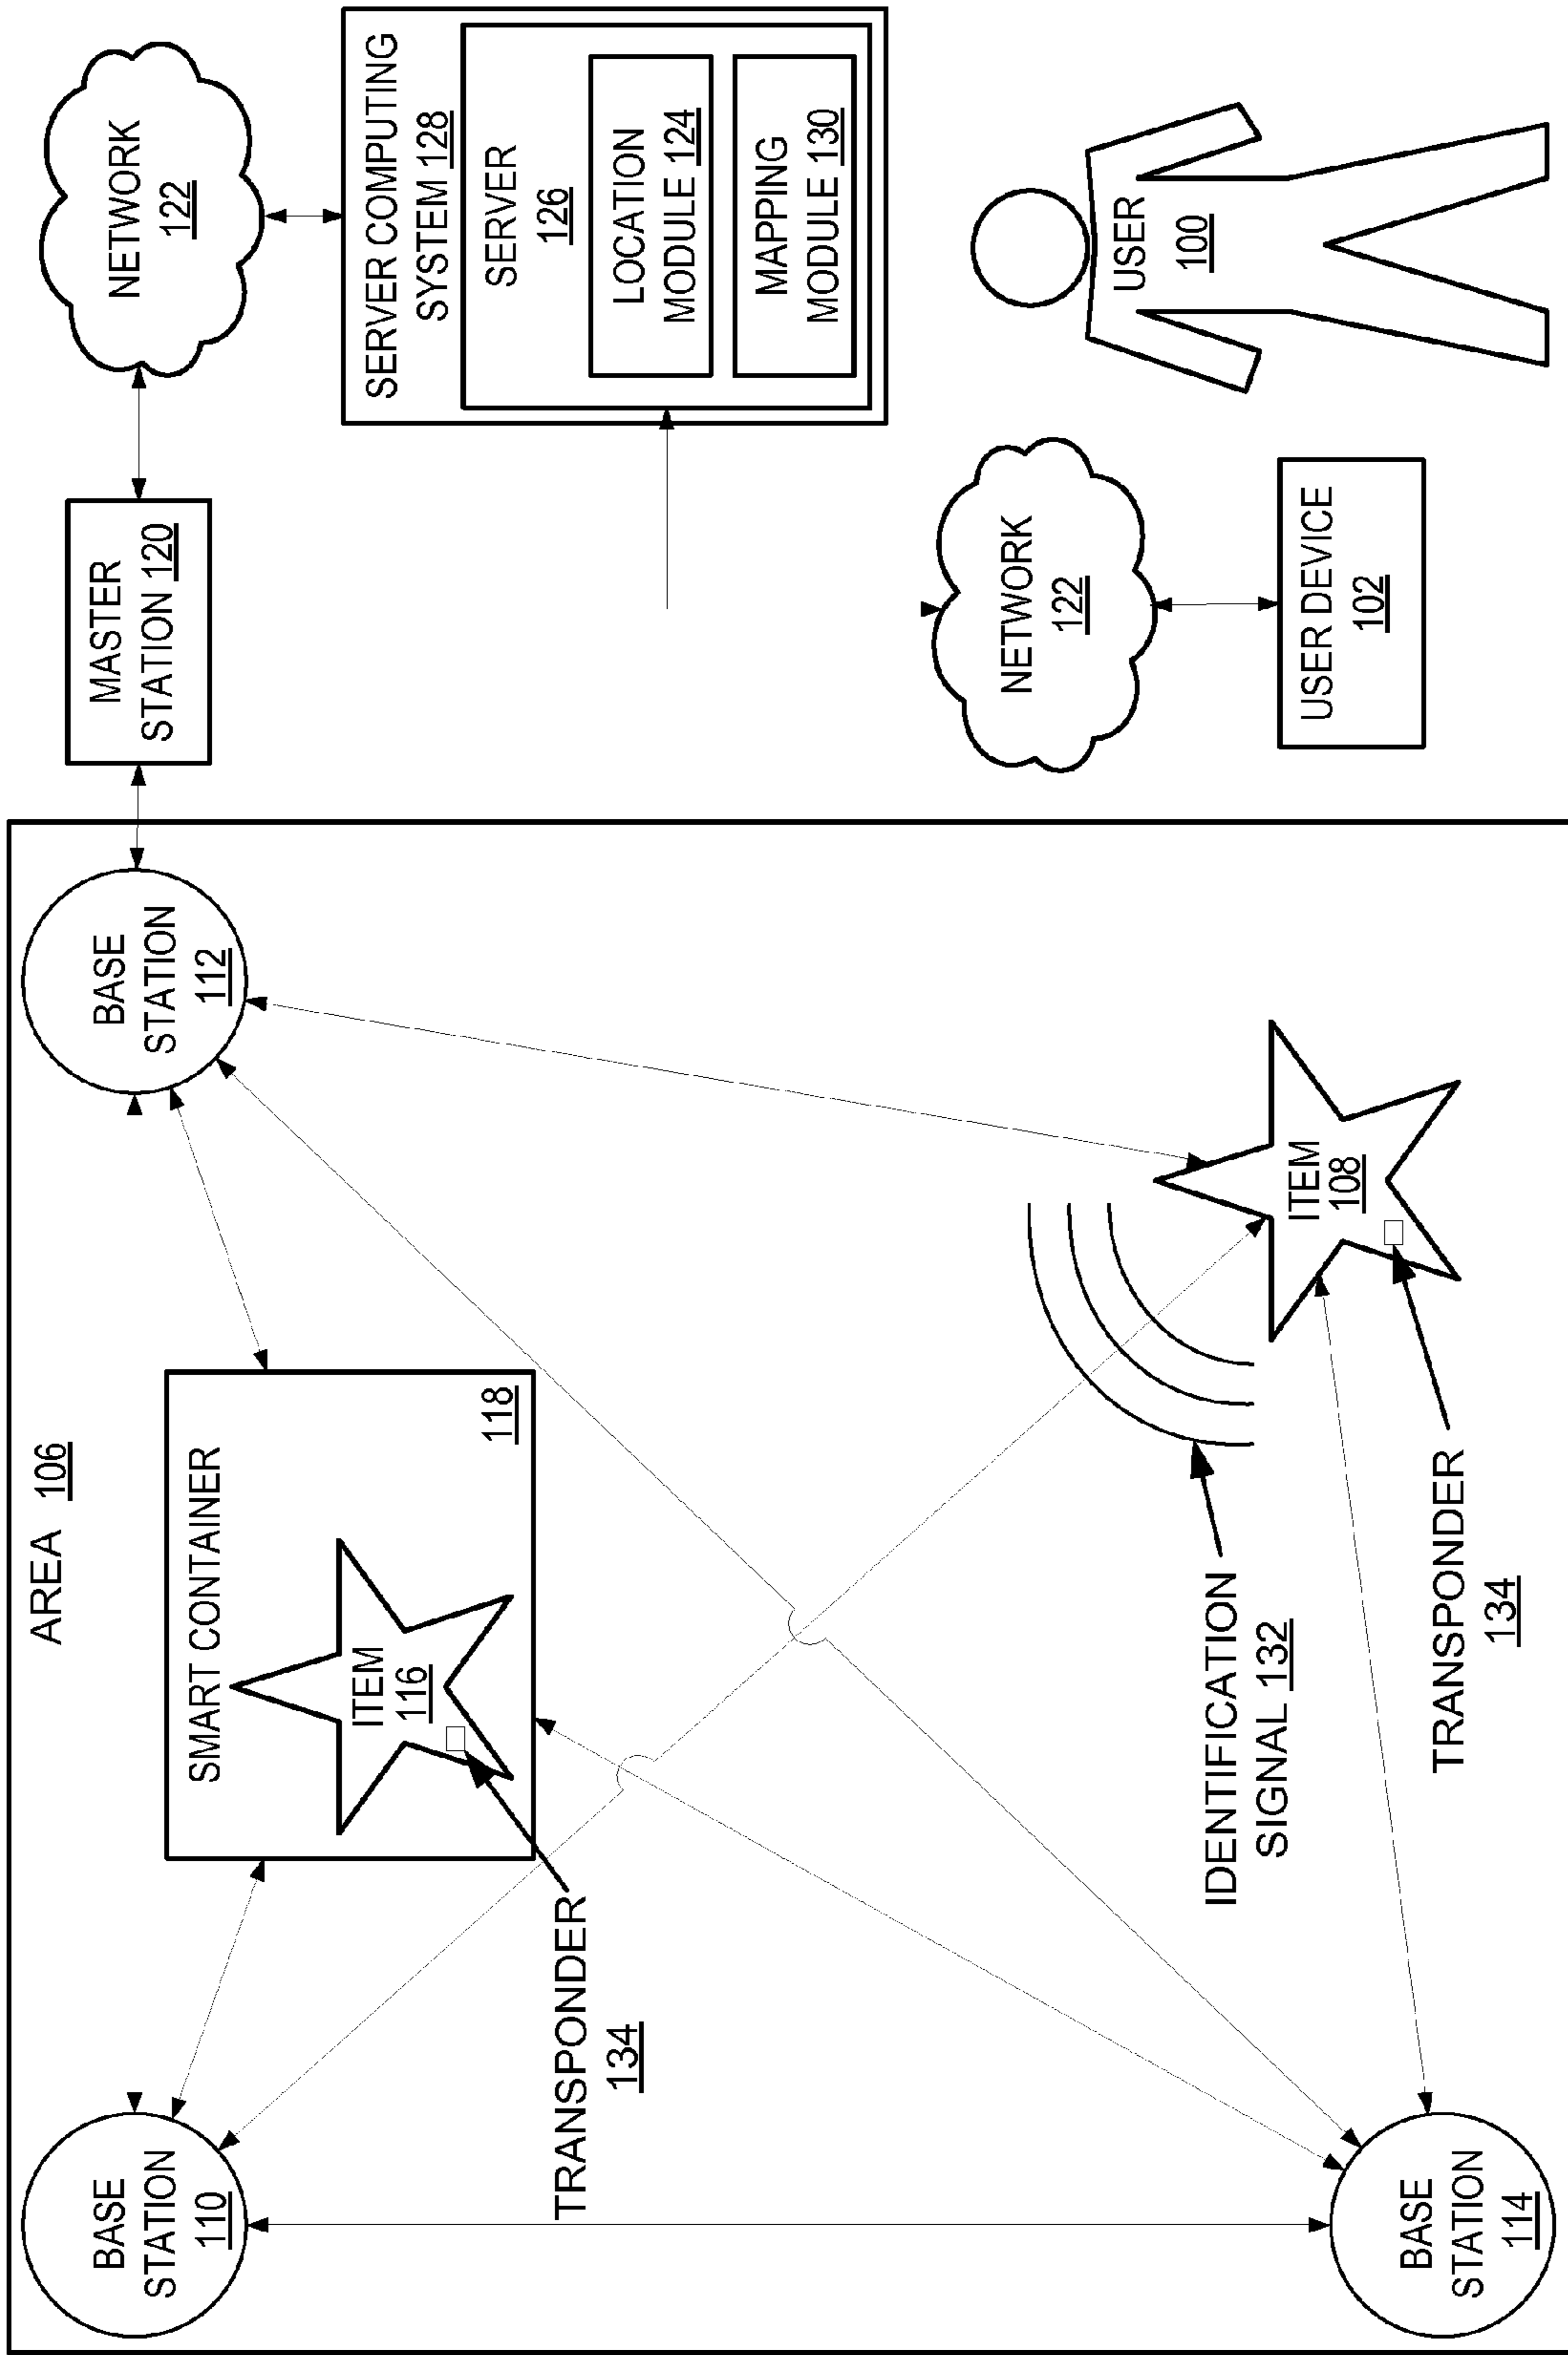 AREA 106
BASE
STATION
110
SMART CONTAINER
ITEM
116
118
TRANSPONDER
134
BASE
STATION
112
BASE
STATION
114
IDENTIFICATION
SIGNAL 132
ITEM
108
TRANSPONDER
134
MASTER
STATION 120
NETWORK
122
SERVER COMPUTING
SYSTEM 128
SERVER
126
LOCATION
MODULE 124
MAPPING
MODULE 130
NETWORK
122
USER DEVICE
102
USER
100